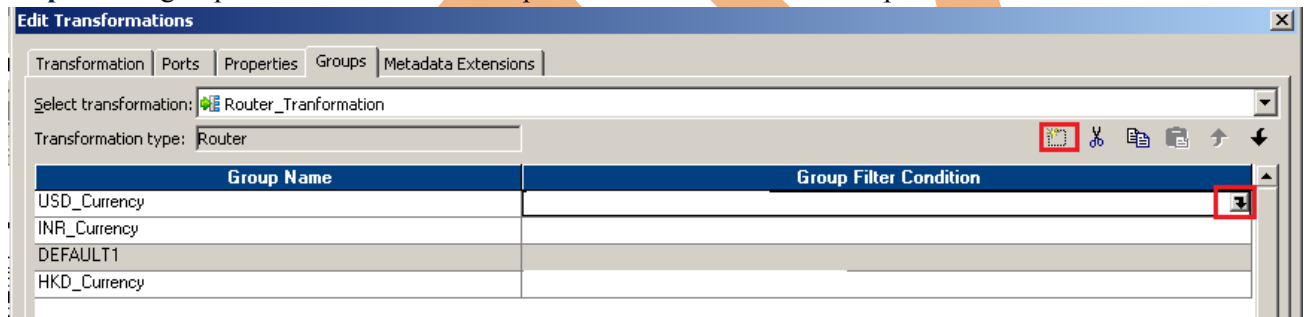 Edit Transformations
Transformation Ports Properties Groups Metadata Extensions
Select transformation: Router_Tranformation
Transformation type: Router
Group Name Group Filter Condition
USD_Currency
INR_Currency
DEFAULT1
HKD_Currency